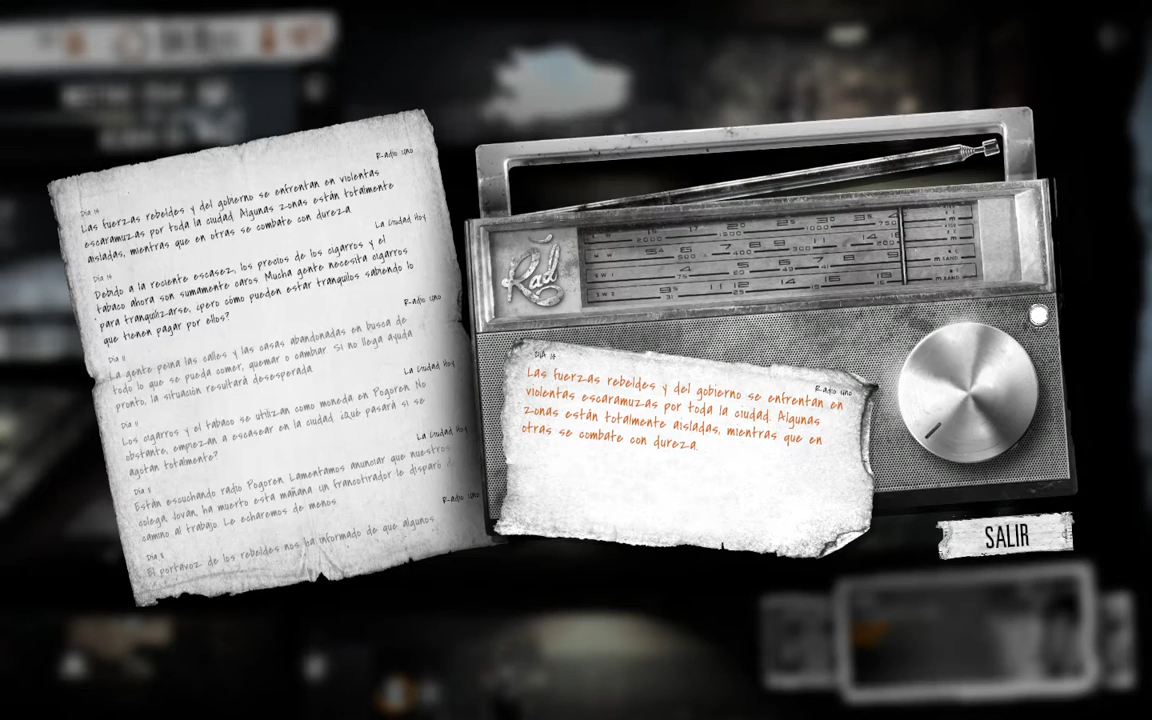 Radio Uno
Día 14
Las fuerzas rebeldes y del gobierno se enfrentan en violentas
escaramuzas por toda la ciudad. Algunas zonas están totalmente
aisladas, mientras que en otras se combate con dureza.
La Ciudad Hoy
Día 14
Debido a la reciente escasez, los precios de los cigarros y el
tabaco ahora son sumamente caros. Mucha gente necesita cigarros
para tranquilizarse, ¿pero cómo pueden estar tranquilos sabiendo lo
que tienen pagar por ellos?
Radio Uno
Día 11
La gente peina las calles y las casas abandonadas en busca de
todo lo que se pueda comer, quemar o cambiar. Si no llega ayuda
pronto, la situación resultará desesperada.
La Ciudad Hoy
Día 11
Los cigarros y el tabaco se utilizan como moneda en Pogoren. No
obstante, empiezan a escasear en la ciudad. ¿Qué pasará si se
agotan totalmente?
La Ciudad Hoy
Día 8
Están escuchando radio Pogoren. Lamentamos anunciar que nuestros
colega Jovan, ha muerto esta mañana. Un francotirador le disparó
camino al trabajo. Le echaremos de menos.
Radio Uno
Día 8
El portavoz de los rebeldes nos ha informado de que algunos
Rad
Día 14
Radio Uno
Las fuerzas rebeldes y del gobierno se enfrentan en
violentas escaramuzas por toda la ciudad. Algunas
zonas están totalmente aisladas, mientras que en
otras se combate con dureza.
SALIR